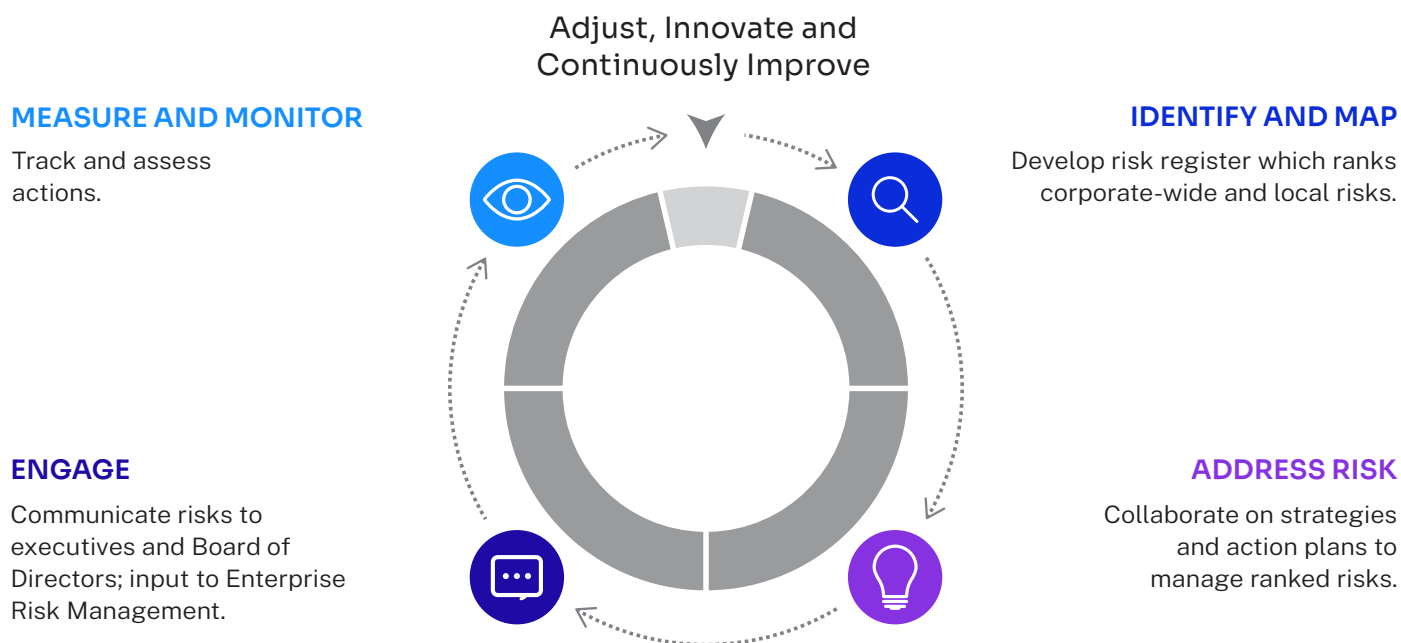 Adjust, Innovate and
Continuously Improve
MEASURE AND MONITOR
Track and assess
actions.
IDENTIFY AND MAP
Develop risk register which ranks
corporate-wide and local risks.
ENGAGE
Communicate risks to
executives and Board of
Directors; input to Enterprise
Risk Management.
ADDRESS RISK
Collaborate on strategies
and action plans to
manage ranked risks.